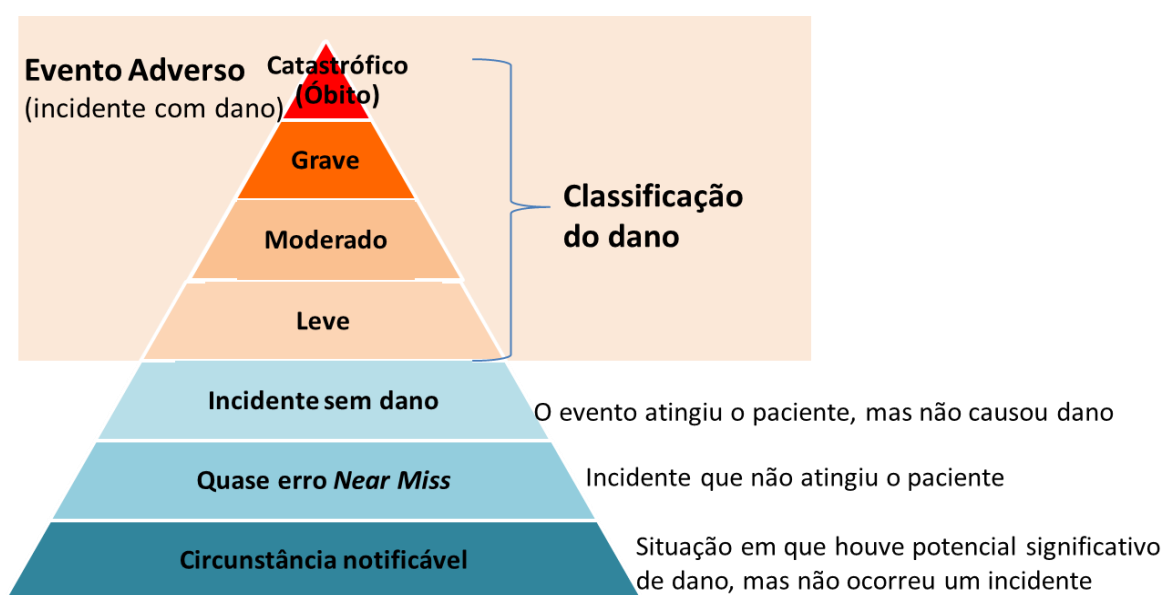 Evento Adverso
(incidente com dano)
Catastrófico
(Óbito)
Grave
Moderado
Leve
Classificação
do dano
Incidente sem dano
O evento atingiu o paciente, mas não causou dano
Quase erro Near Miss
Incidente que não atingiu o paciente
Circunstância notificável
Situação em que houve potencial significativo
de dano, mas não ocorreu um incidente